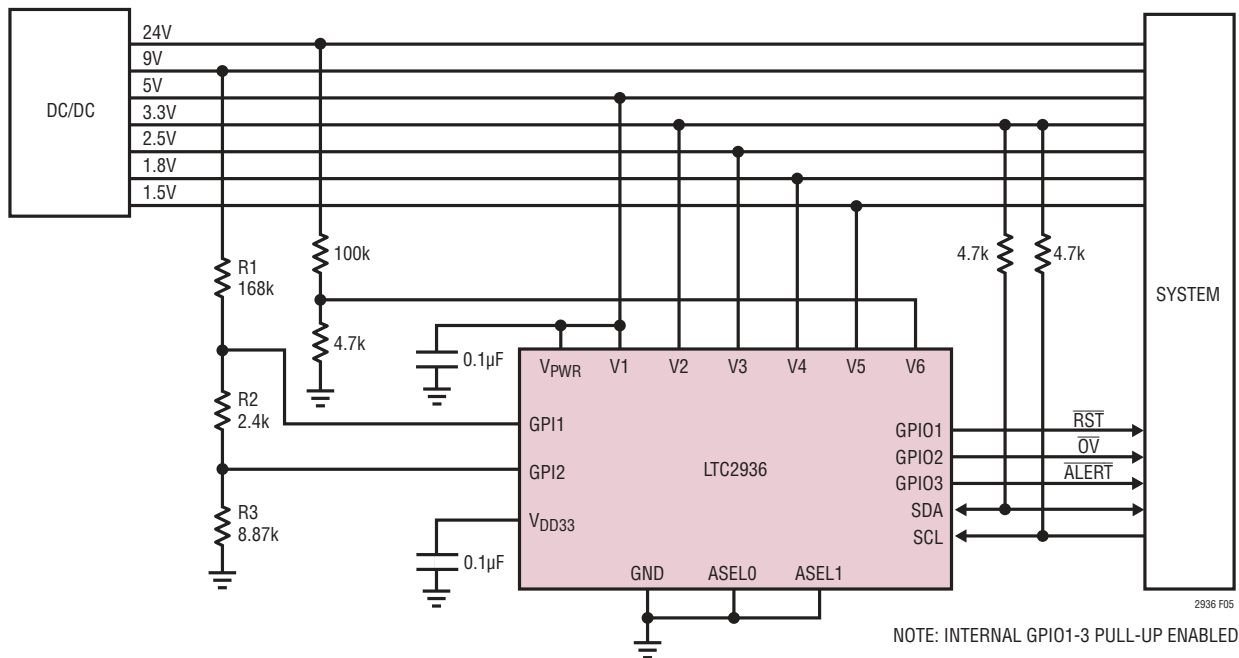 24V
9V
5V
3.3V
2.5V
1.8V
1.5V
DC/DC
SYSTEM
R1
168k
100k
4.7k
4.7k
4.7k
R2
2.4k
R3
8.87k
0.1µF
0.1µF
VPWR V1 V2 V3 V4 V5 V6
GPI1
GPI2
VDD33
LTC2936
GPIO1
GPIO2
GPIO3
SDA
SCL
RST
OV
ALERT
GND ASEL0 ASEL1
2936 F05
NOTE: INTERNAL GPIO1-3 PULL-UP ENABLED